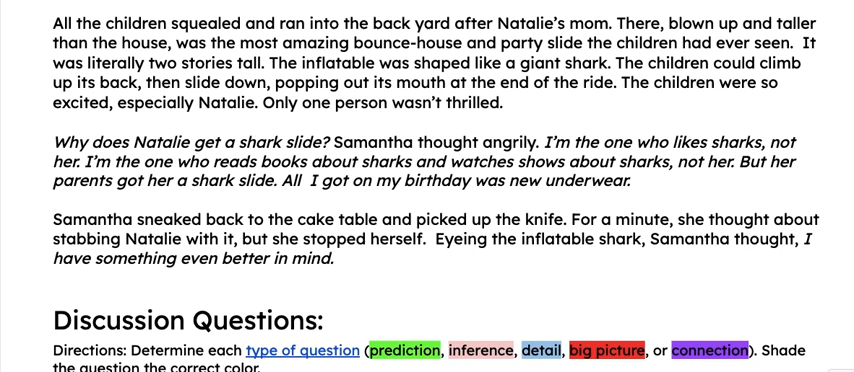 All the children squealed and ran into the back yard after Natalie’s mom. There, blown up and taller
than the house, was the most amazing bounce-house and party slide the children had ever seen.  It
was literally two stories tall. The inflatable was shaped like a giant shark. The children could climb
up its back, then slide down, popping out its mouth at the end of the ride. The children were so
excited, especially Natalie. Only one person wasn’t thrilled.
Why does Natalie get a shark slide? Samantha thought angrily. I’m the one who likes sharks, not
her. I’m the one who reads books about sharks and watches shows about sharks, not her. But her
parents got her a shark slide. All  I got on my birthday was new underwear.
Samantha sneaked back to the cake table and picked up the knife. For a minute, she thought about
stabbing Natalie with it, but she stopped herself.  Eyeing the inflatable shark, Samantha thought, I
have something even better in mind.
Discussion Questions:
Directions: Determine each type of question (prediction, inference, detail, big picture, or connection). Shade
the question the correct color.